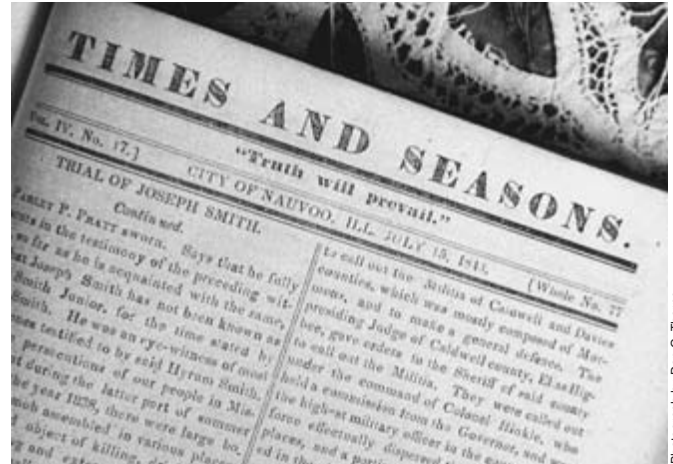 TIMES AND SEASONS.
"Truth will prevail."
Vol. IV. No. 17.] CITY OF NAUVOO, ILL. JULY 15, 1843. [Whole No. 77
TRIAL OF JOSEPH SMITH.
Continued.
PARLEY P. PRATT sworn. Says that he fully
in the testimony of the preceding wit-
so far as he is acquainted with the same,
Joseph Smith has not been known as
Smith Junior, for the time stated by
Smith. He was an eye-witness of most
testified to by said Hyrum Smith,
persecutions of our people in Mis-
during the latter part of summer
the year 1838, there were large bo-
mob assembled in various places
object of killing,
to call out the Militia of Caldwell and Davies
counties, which was mostly composed of Mor-
mons, and to make a general defence. The
presiding Judge of Caldwell county, Elias Hig-
bee, gave orders to the Sheriff of said county
to call out the Militia. They were called out
under the command of Colonel Hinkle, who
held a commission from the Governor, and was
the highest military officer in the county.
force effectually dispersed the
places, and a
ed in